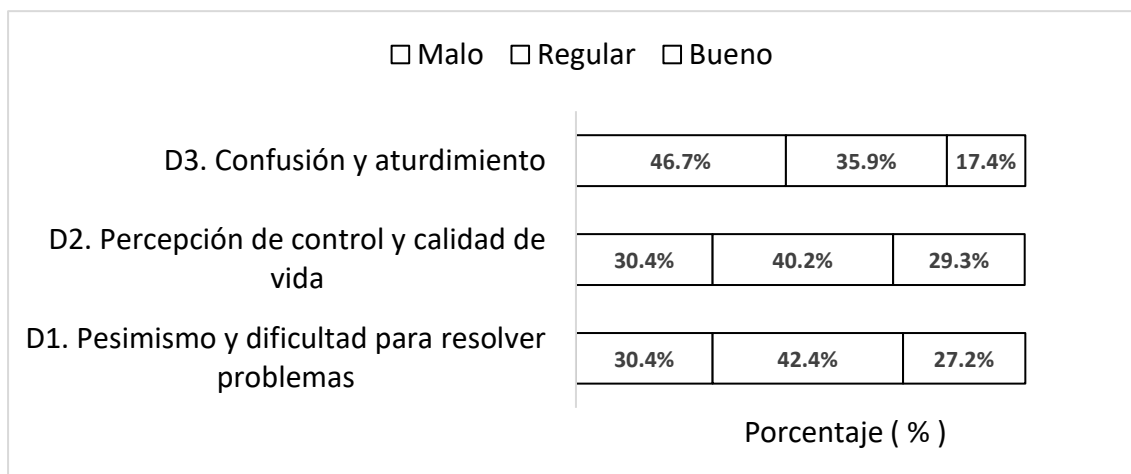 Malo Regular Bueno
D3. Confusión y aturdimiento
46.7% 35.9% 17.4%
D2. Percepción de control y calidad de
vida
30.4% 40.2% 29.3%
D1. Pesimismo y dificultad para resolver
problemas
30.4% 42.4% 27.2%
Porcentaje ( % )